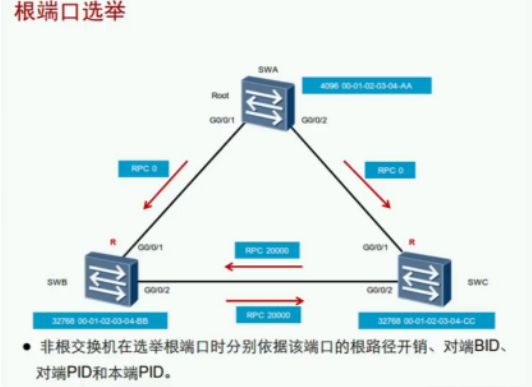 根端口选举
SWA
4096 00-01-02-03-04-AA
Root
G0/0/1
G0/0/2
RPC 0
RPC 0
R
G0/0/1
R
G0/0/1
RPC 20000
SWB
G0/0/2
G0/0/2
SWC
RPC 20000
32768 00-01-02-03-04-BB
32768 00-01-02-03-04-CC
● 非根交换机在选举根端口时分别依据该端口的根路径开销、对端BID、
对端PID和本端PID。